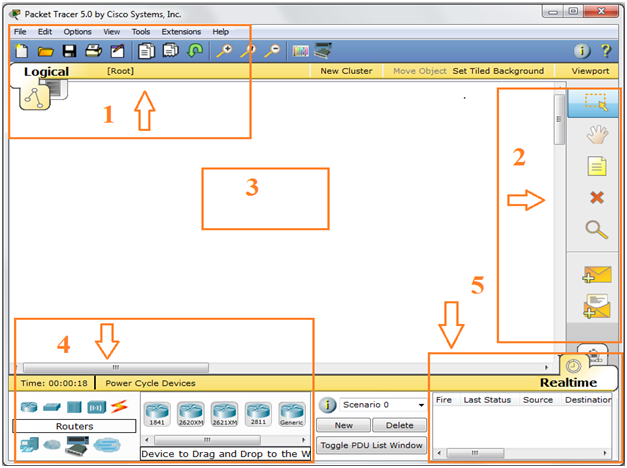 Packet Tracer 5.0 by Cisco Systems, Inc.
File Edit Options View Tools Extensions Help
Logical [Root] New Cluster Move Object Set Tiled Background Viewport
1
2
3
4
5
Time: 00:00:18 Power Cycle Devices Realtime
Routers
1841 2620XM 2621XM 2811 Generic
Device to Drag and Drop to the W
Scenario 0
New Delete
Toggle PDU List Window
Fire Last Status Source Destination